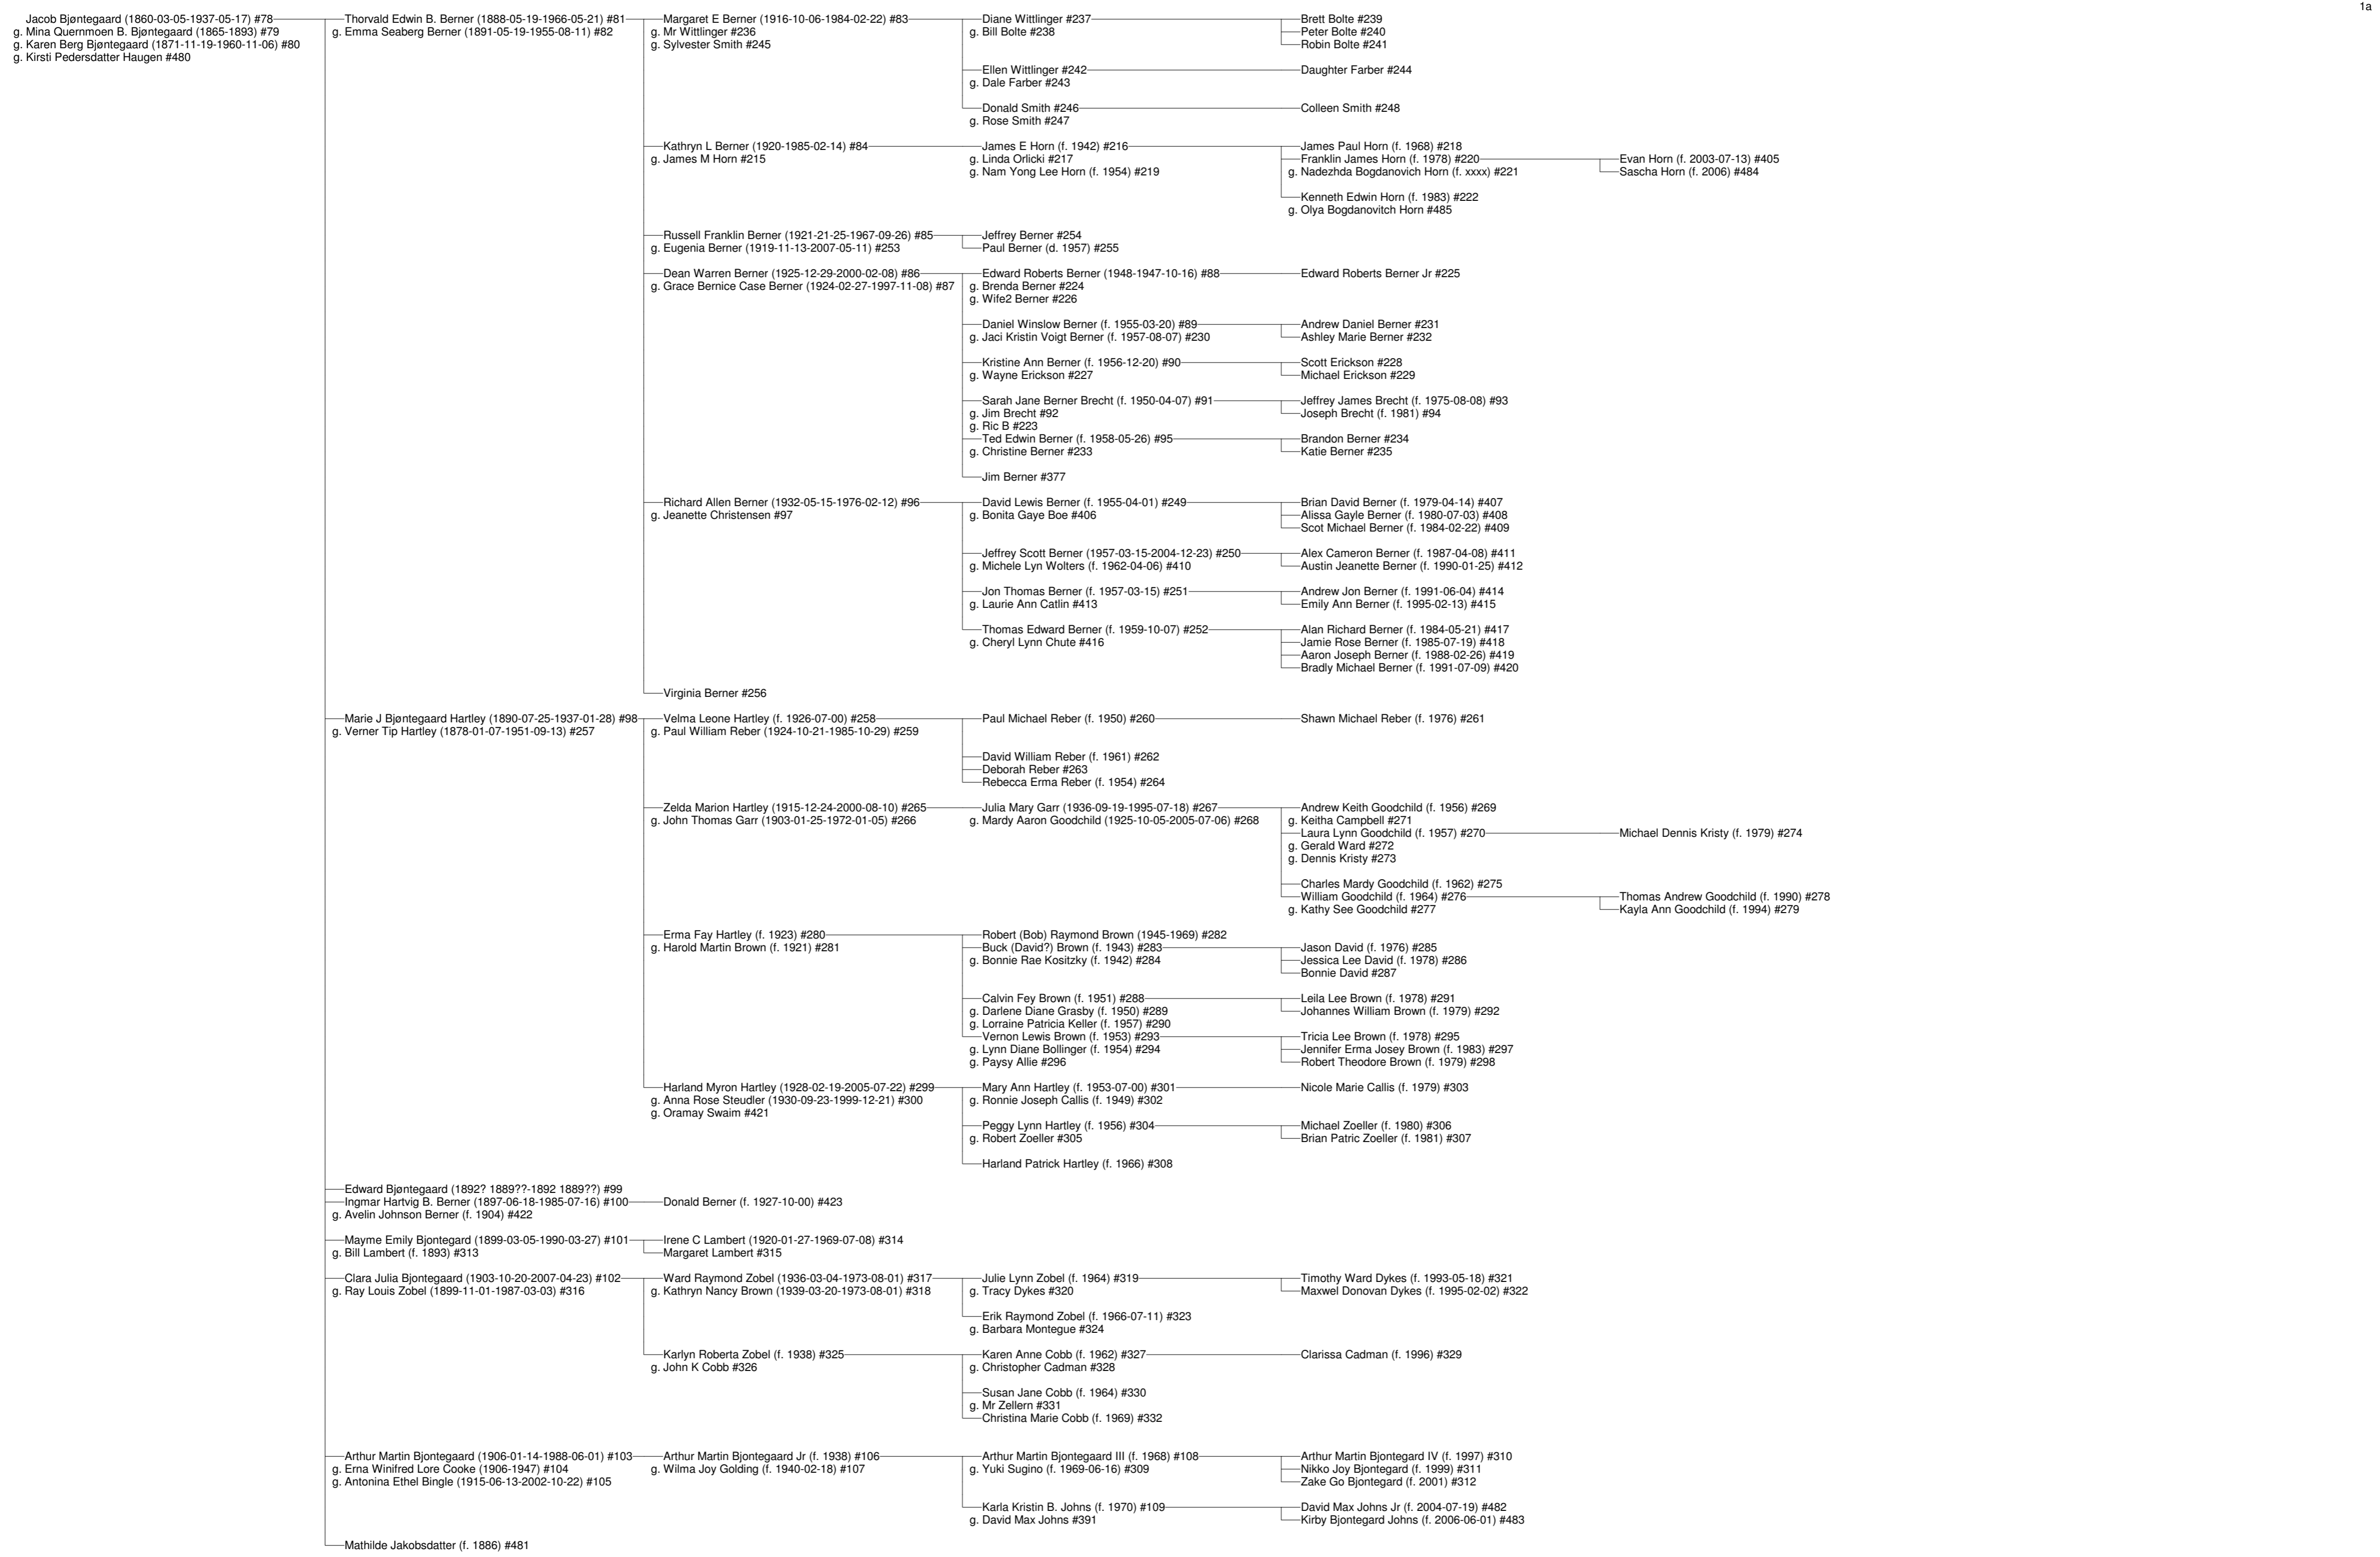 1a
Jacob Bjøntegaard (1860-03-05-1937-05-17) #78 Thorvald Edwin B. Berner (1888-05-19-1966-05-21) #81 Margaret E Berner (1916-10-06-1984-02-22) #83 Diane Wittlinger #237 Brett Bolte #239
g. Mina Quernmoen B. Bjøntegaard (1865-1893) #79 g. Emma Seaberg Berner (1891-05-19-1955-08-11) #82 g. Mr Wittlinger #236 g. Bill Bolte #238 Peter Bolte #240
g. Karen Berg Bjøntegaard (1871-11-19-1960-11-06) #80 g. Sylvester Smith #245 Robin Bolte #241
g. Kirsti Pedersdatter Haugen #480
Ellen Wittlinger #242 Daughter Farber #244
g. Dale Farber #243
Donald Smith #246 Colleen Smith #248
g. Rose Smith #247
Kathryn L Berner (1920-1985-02-14) #84 James E Horn (f. 1942) #216 James Paul Horn (f. 1968) #218
g. James M Horn #215 g. Linda Orlicki #217 Franklin James Horn (f. 1978) #220 Evan Horn (f. 2003-07-13) #405
g. Nam Yong Lee Horn (f. 1954) #219 g. Nadezhda Bogdanovich Horn (f. xxxx) #221 Sascha Horn (f. 2006) #484
Kenneth Edwin Horn (f. 1983) #222
g. Olya Bogdanovitch Horn #485
Russell Franklin Berner (1921-21-25-1967-09-26) #85 Jeffrey Berner #254
g. Eugenia Berner (1919-11-13-2007-05-11) #253 Paul Berner (d. 1957) #255
Dean Warren Berner (1925-12-29-2000-02-08) #86 Edward Roberts Berner (1948-1947-10-16) #88 Edward Roberts Berner Jr #225
g. Grace Bernice Case Berner (1924-02-27-1997-11-08) #87 g. Brenda Berner #224
g. Wife2 Berner #226
Daniel Winslow Berner (f. 1955-03-20) #89 Andrew Daniel Berner #231
g. Jaci Kristin Voigt Berner (f. 1957-08-07) #230 Ashley Marie Berner #232
Kristine Ann Berner (f. 1956-12-20) #90 Scott Erickson #228
g. Wayne Erickson #227 Michael Erickson #229
Sarah Jane Berner Brecht (f. 1950-04-07) #91 Jeffrey James Brecht (f. 1975-08-08) #93
g. Jim Brecht #92 Joseph Brecht (f. 1981) #94
g. Ric B #223
Ted Edwin Berner (f. 1958-05-26) #95 Brandon Berner #234
g. Christine Berner #233 Katie Berner #235
Jim Berner #377
Richard Allen Berner (1932-05-15-1976-02-12) #96 David Lewis Berner (f. 1955-04-01) #249 Brian David Berner (f. 1979-04-14) #407
g. Jeanette Christensen #97 g. Bonita Gaye Boe #406 Alissa Gayle Berner (f. 1980-07-03) #408
Scot Michael Berner (f. 1984-02-22) #409
Jeffrey Scott Berner (1957-03-15-2004-12-23) #250 Alex Cameron Berner (f. 1987-04-08) #411
g. Michele Lyn Wolters (f. 1962-04-06) #410 Austin Jeanette Berner (f. 1990-01-25) #412
Jon Thomas Berner (f. 1957-03-15) #251 Andrew Jon Berner (f. 1991-06-04) #414
g. Laurie Ann Catlin #413 Emily Ann Berner (f. 1995-02-13) #415
Thomas Edward Berner (f. 1959-10-07) #252 Alan Richard Berner (f. 1984-05-21) #417
g. Cheryl Lynn Chute #416 Jamie Rose Berner (f. 1985-07-19) #418
Aaron Joseph Berner (f. 1988-02-26) #419
Bradly Michael Berner (f. 1991-07-09) #420
Virginia Berner #256
Marie J Bjøntegaard Hartley (1890-07-25-1937-01-28) #98 Velma Leone Hartley (f. 1926-07-00) #258 Paul Michael Reber (f. 1950) #260 Shawn Michael Reber (f. 1976) #261
g. Verner Tip Hartley (1878-01-07-1951-09-13) #257 g. Paul William Reber (1924-10-21-1985-10-29) #259
David William Reber (f. 1961) #262
Deborah Reber #263
Rebecca Erma Reber (f. 1954) #264
Zelda Marion Hartley (1915-12-24-2000-08-10) #265 Julia Mary Garr (1936-09-19-1995-07-18) #267 Andrew Keith Goodchild (f. 1956) #269
g. John Thomas Garr (1903-01-25-1972-01-05) #266 g. Mardy Aaron Goodchild (1925-10-05-2005-07-06) #268 g. Keitha Campbell #271
Laura Lynn Goodchild (f. 1957) #270 Michael Dennis Kristy (f. 1979) #274
g. Gerald Ward #272
g. Dennis Kristy #273
Charles Mardy Goodchild (f. 1962) #275
William Goodchild (f. 1964) #276 Thomas Andrew Goodchild (f. 1990) #278
g. Kathy See Goodchild #277 Kayla Ann Goodchild (f. 1994) #279
Erma Fay Hartley (f. 1923) #280 Robert (Bob) Raymond Brown (1945-1969) #282
g. Harold Martin Brown (f. 1921) #281 Buck (David?) Brown (f. 1943) #283 Jason David (f. 1976) #285
g. Bonnie Rae Kositzky (f. 1942) #284 Jessica Lee David (f. 1978) #286
Bonnie David #287
Calvin Fey Brown (f. 1951) #288 Leila Lee Brown (f. 1978) #291
g. Darlene Diane Grasby (f. 1950) #289 Johannes William Brown (f. 1979) #292
g. Lorraine Patricia Keller (f. 1957) #290
Vernon Lewis Brown (f. 1953) #293 Tricia Lee Brown (f. 1978) #295
g. Lynn Diane Bollinger (f. 1954) #294 Jennifer Erma Josey Brown (f. 1983) #297
g. Paysy Allie #296 Robert Theodore Brown (f. 1979) #298
Harland Myron Hartley (1928-02-19-2005-07-22) #299 Mary Ann Hartley (f. 1953-07-00) #301 Nicole Marie Callis (f. 1979) #303
g. Anna Rose Steudler (1930-09-23-1999-12-21) #300 g. Ronnie Joseph Callis (f. 1949) #302
g. Oramay Swaim #421
Peggy Lynn Hartley (f. 1956) #304 Michael Zoeller (f. 1980) #306
g. Robert Zoeller #305 Brian Patric Zoeller (f. 1981) #307
Harland Patrick Hartley (f. 1966) #308
Edward Bjøntegaard (1892? 1889??-1892 1889??) #99
Ingmar Hartvig B. Berner (1897-06-18-1985-07-16) #100 Donald Berner (f. 1927-10-00) #423
g. Avelin Johnson Berner (f. 1904) #422
Mayme Emily Bjontegard (1899-03-05-1990-03-27) #101 Irene C Lambert (1920-01-27-1969-07-08) #314
g. Bill Lambert (f. 1893) #313 Margaret Lambert #315
Clara Julia Bjontegaard (1903-10-20-2007-04-23) #102 Ward Raymond Zobel (1936-03-04-1973-08-01) #317 Julie Lynn Zobel (f. 1964) #319 Timothy Ward Dykes (f. 1993-05-18) #321
g. Ray Louis Zobel (1899-11-01-1987-03-03) #316 g. Kathryn Nancy Brown (1939-03-20-1973-08-01) #318 g. Tracy Dykes #320 Maxwel Donovan Dykes (f. 1995-02-02) #322
Erik Raymond Zobel (f. 1966-07-11) #323
g. Barbara Montegue #324
Karlyn Roberta Zobel (f. 1938) #325 Karen Anne Cobb (f. 1962) #327 Clarissa Cadman (f. 1996) #329
g. John K Cobb #326 g. Christopher Cadman #328
Susan Jane Cobb (f. 1964) #330
g. Mr Zellern #331
Christina Marie Cobb (f. 1969) #332
Arthur Martin Bjontegaard (1906-01-14-1988-06-01) #103 Arthur Martin Bjontegaard Jr (f. 1938) #106 Arthur Martin Bjontegaard III (f. 1968) #108 Arthur Martin Bjontegard IV (f. 1997) #310
g. Erna Winifred Lore Cooke (1906-1947) #104 g. Wilma Joy Golding (f. 1940-02-18) #107 g. Yuki Sugino (f. 1969-06-16) #309 Nikko Joy Bjontegard (f. 1999) #311
g. Antonina Ethel Bingle (1915-06-13-2002-10-22) #105 Zake Go Bjontegard (f. 2001) #312
Karla Kristin B. Johns (f. 1970) #109 David Max Johns Jr (f. 2004-07-19) #482
g. David Max Johns #391 Kirby Bjontegard Johns (f. 2006-06-01) #483
Mathilde Jakobsdatter (f. 1886) #481